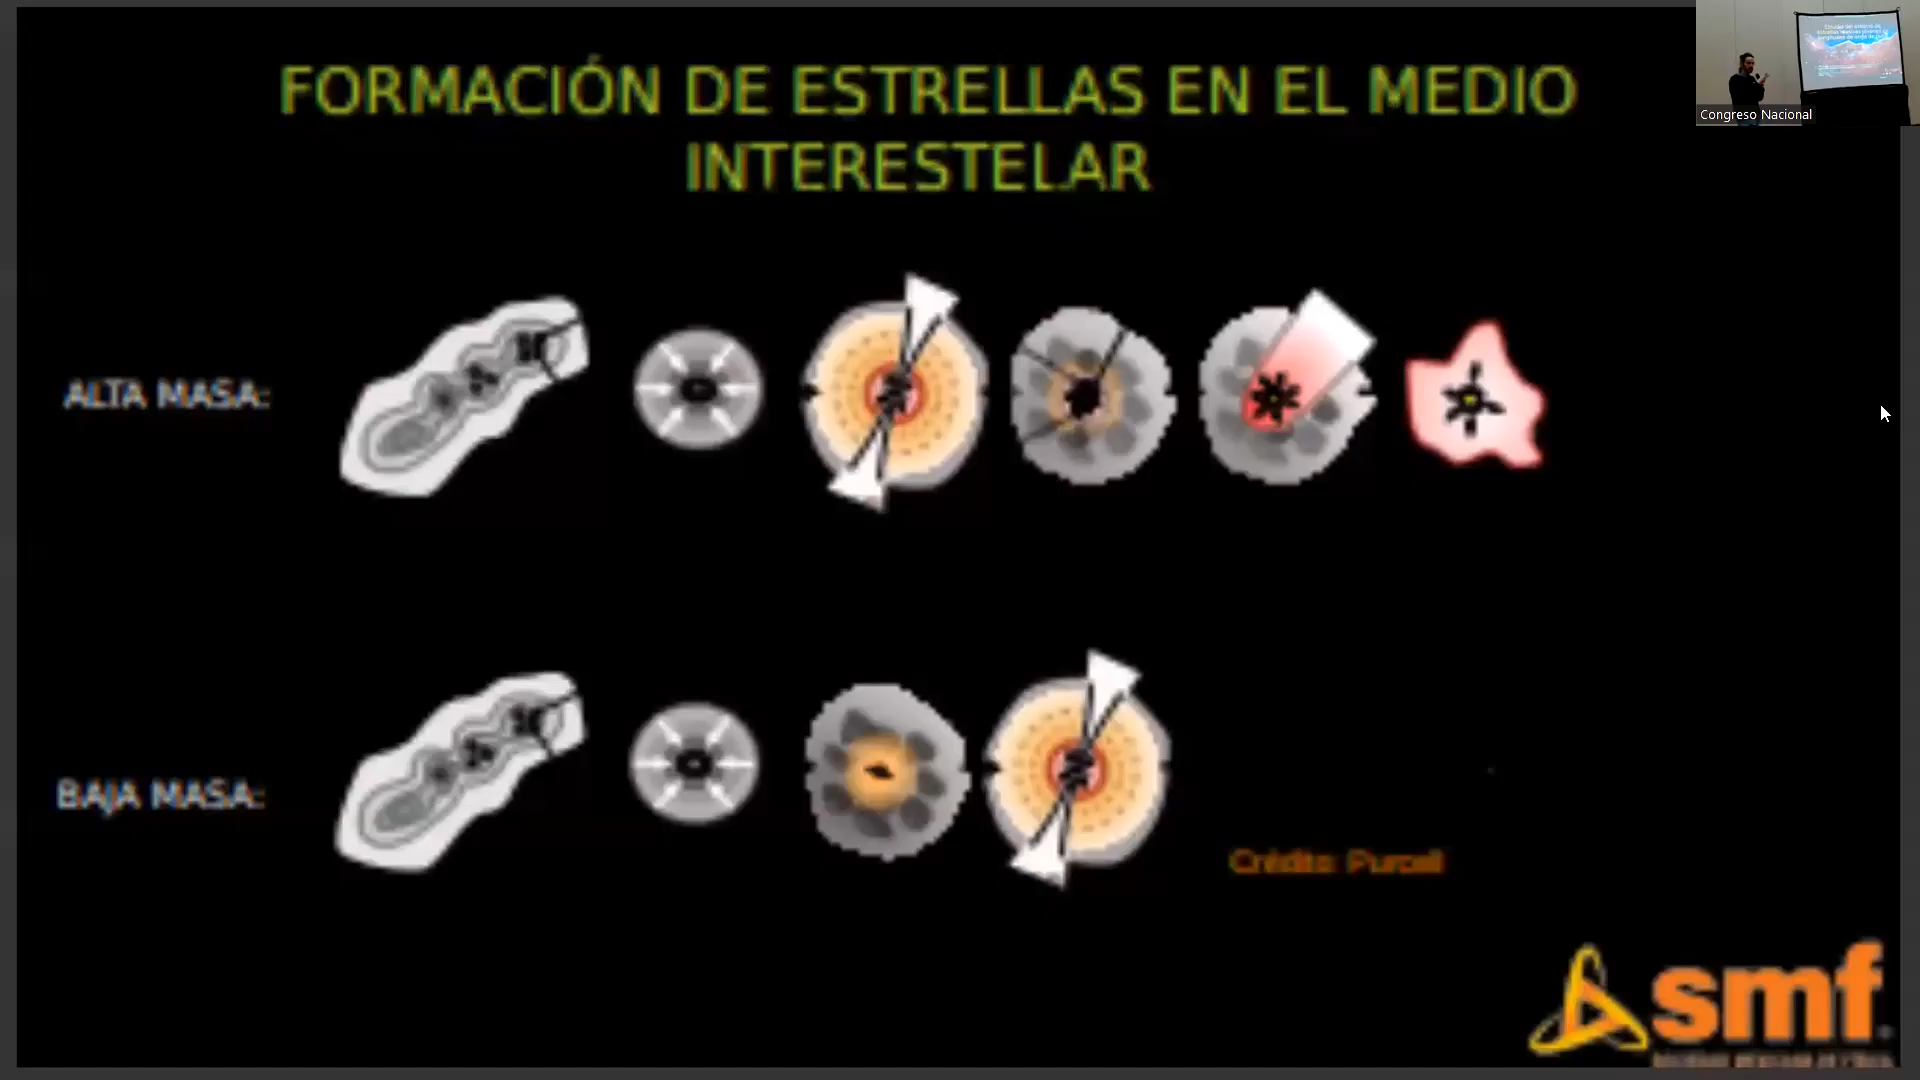 FORMACIÓN DE ESTRELLAS EN EL MEDIO
INTERESTELAR
Congreso Nacional
ALTA MASA:
BAJA MASA:
Crédito: Purcell
smf